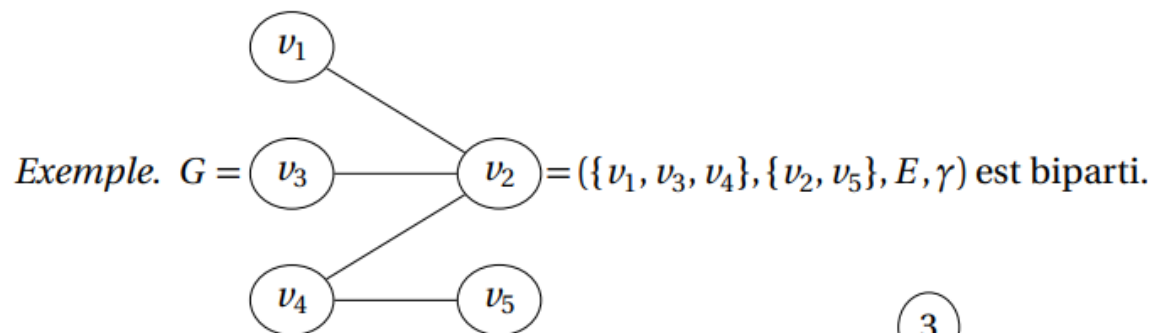 v₁
Exemple. G = v₃ v₂ = ({v₁, v₃, v₄}, {v₂, v₅}, E, γ) est biparti.
v₄ v₅
3